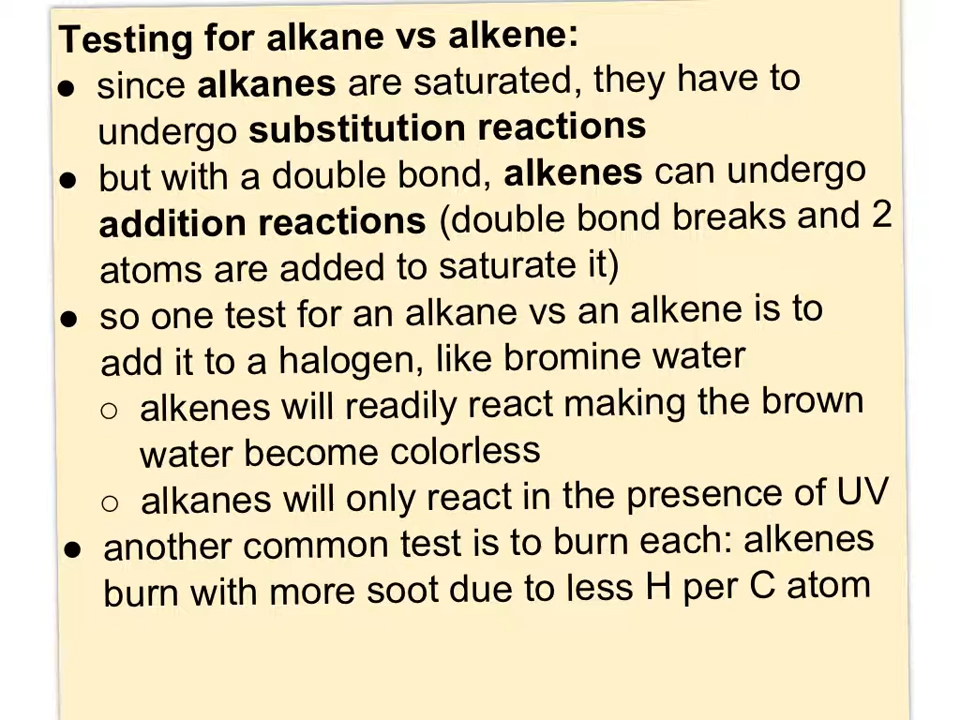 Testing for alkane vs alkene:
● since alkanes are saturated, they have to
undergo substitution reactions
● but with a double bond, alkenes can undergo
addition reactions (double bond breaks and 2
atoms are added to saturate it)
● so one test for an alkane vs an alkene is to
add it to a halogen, like bromine water
○ alkenes will readily react making the brown
water become colorless
○ alkanes will only react in the presence of UV
● another common test is to burn each: alkenes
burn with more soot due to less H per C atom